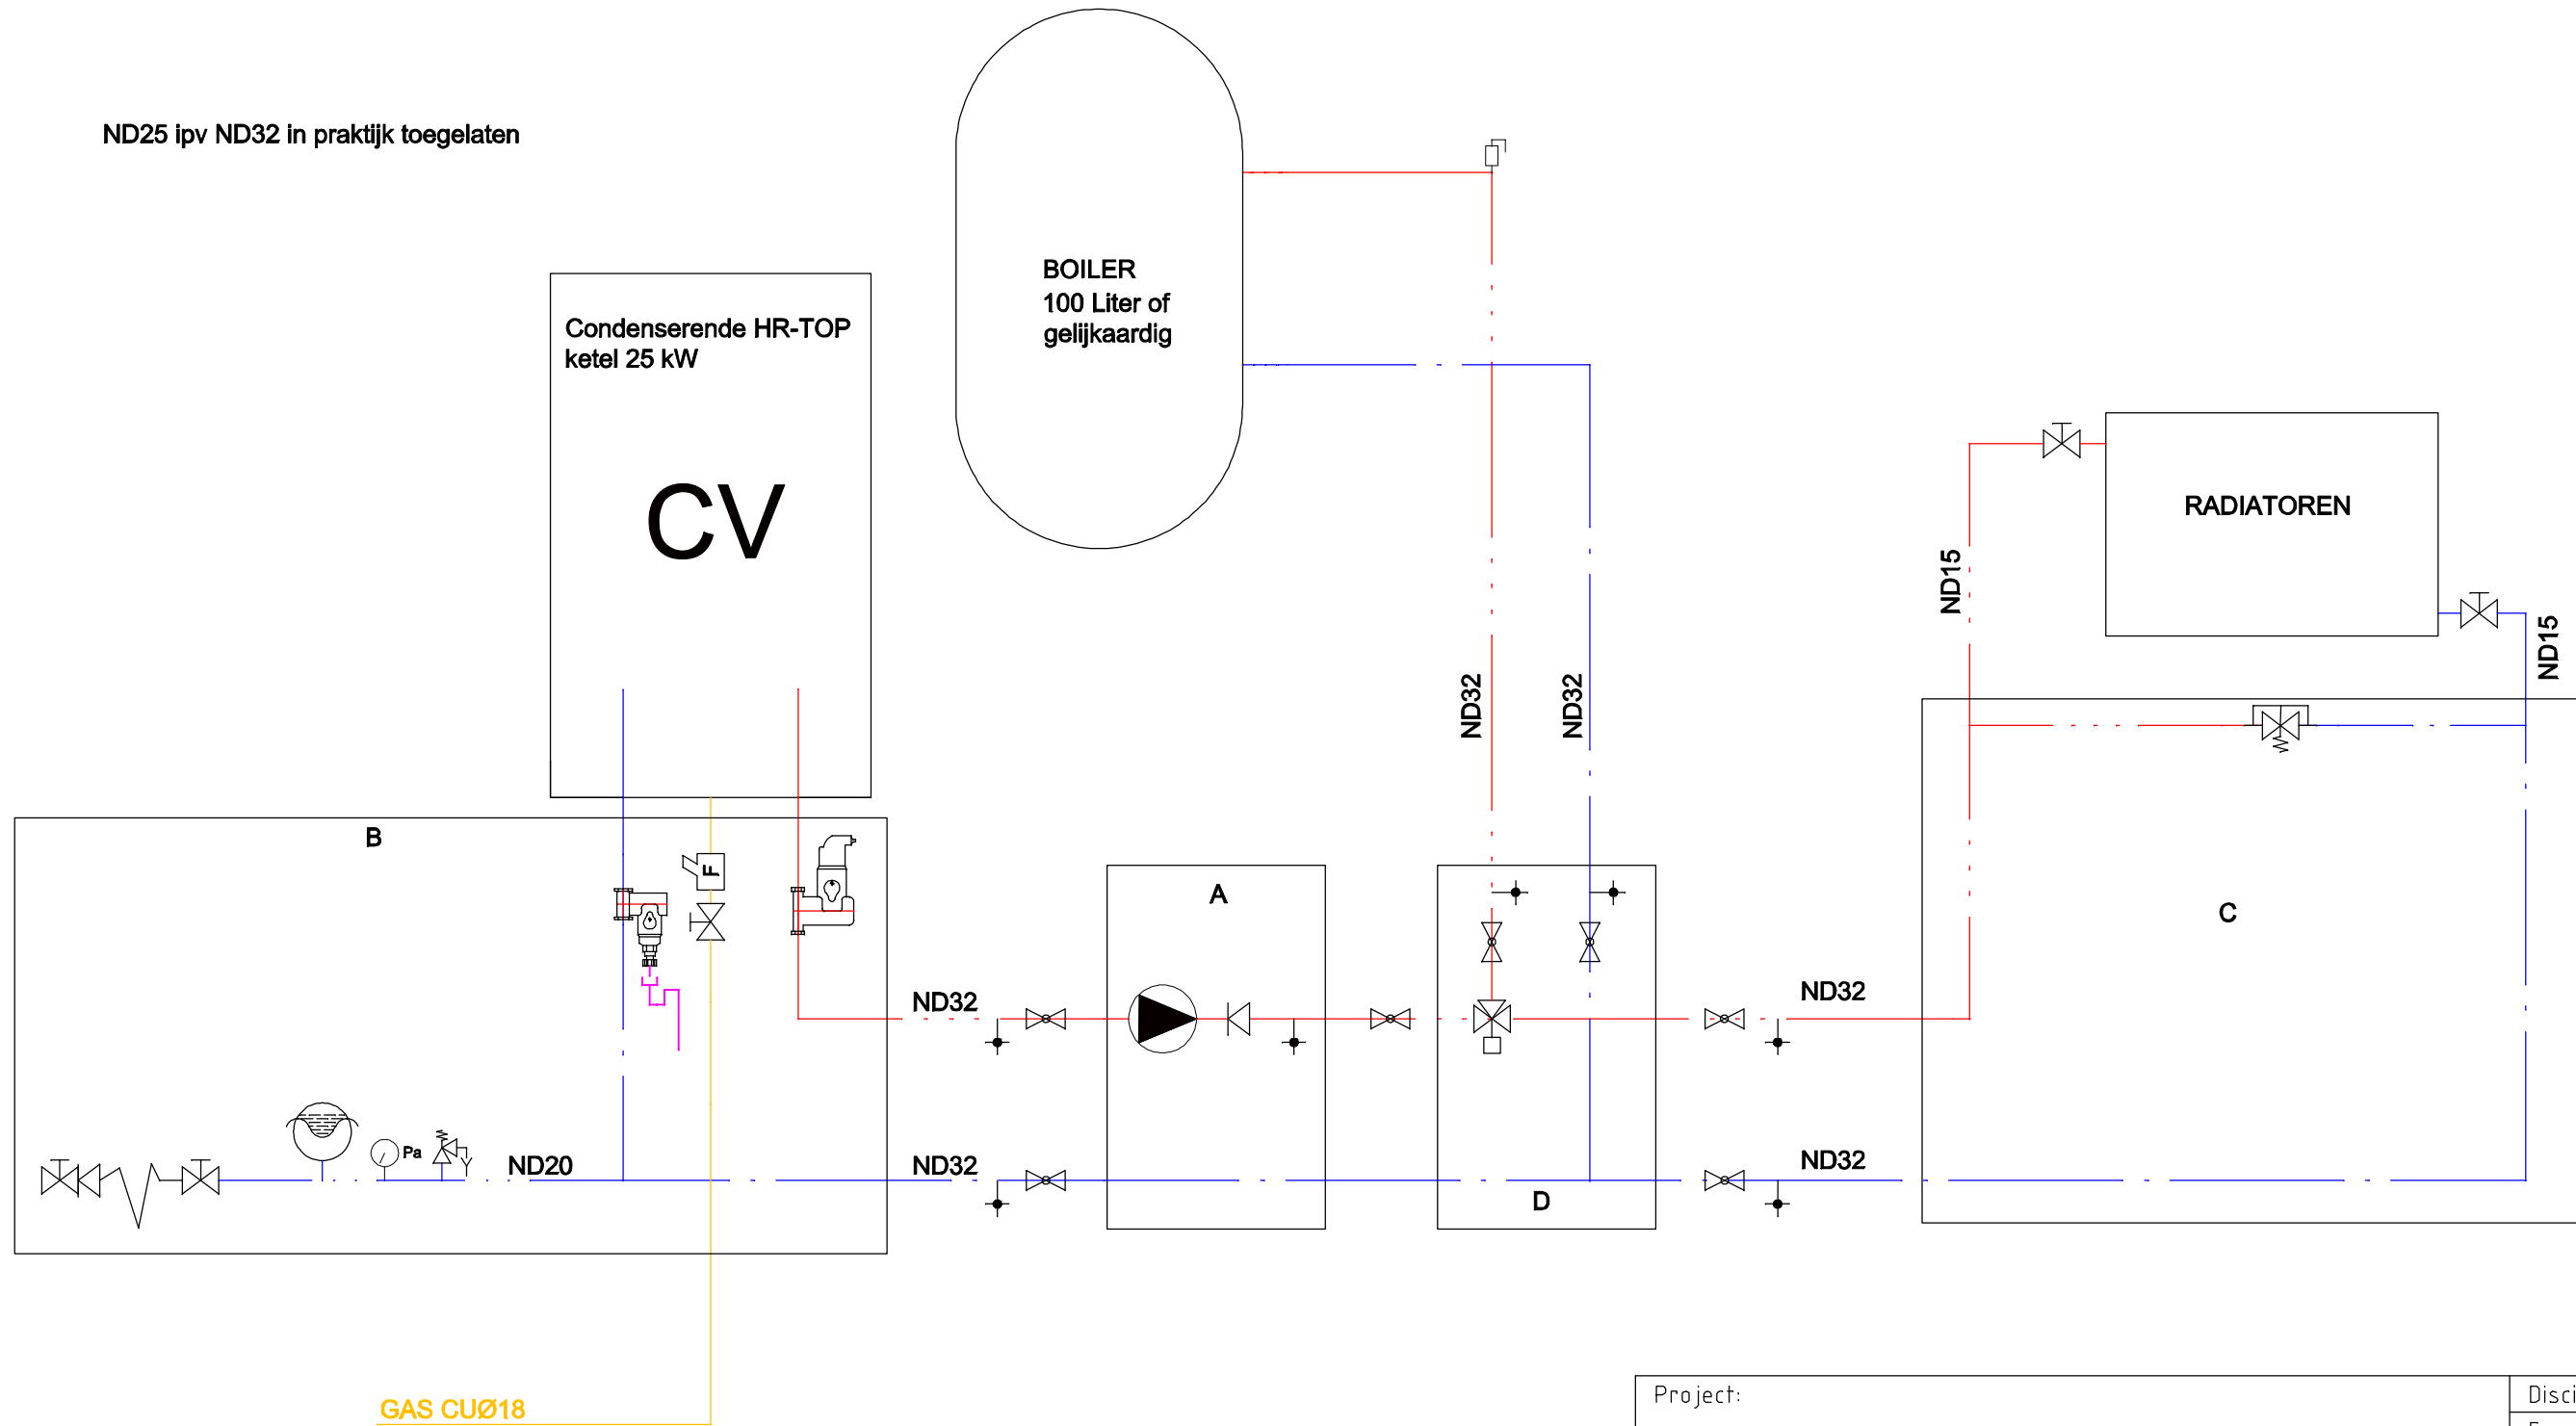 ND25 ipv ND32 in praktijk toegelaten
BOILER
100 Liter of
gelijkaardig
Condenserende HR-TOP
ketel 25 kW
CV
RADIATOREN
ND15
ND15
ND32
ND32
B
F
A
C
ND32
ND32
Pa
ND20
ND32
ND32
D
GAS CUØ18
Project:
Disci